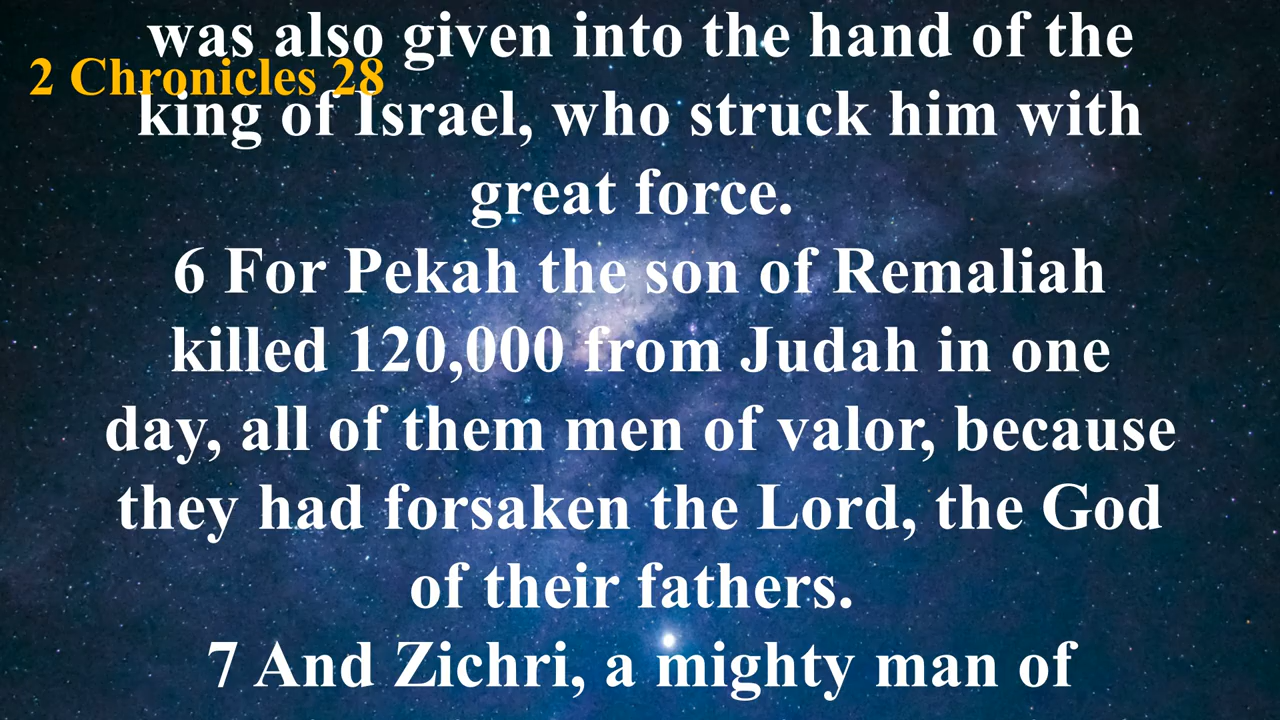 was also given into the hand of the
2 Chronicles 28
king of Israel, who struck him with
great force.
6 For Pekah the son of Remaliah
killed 120,000 from Judah in one
day, all of them men of valor, because
they had forsaken the Lord, the God
of their fathers.
7 And Zichri, a mighty man of